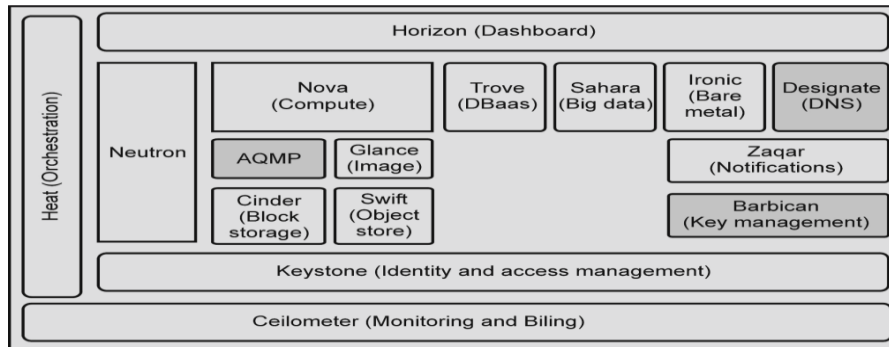 Horizon (Dashboard)
Heat (Orchestration)
Neutron
Nova
(Compute)
Trove
(DBaas)
Sahara
(Big data)
Ironic
(Bare
metal)
Designate
(DNS)
AQMP
Glance
(Image)
Zaqar
(Notifications)
Cinder
(Block
storage)
Swift
(Object
store)
Barbican
(Key management)
Keystone (Identity and access management)
Ceilometer (Monitoring and Biling)